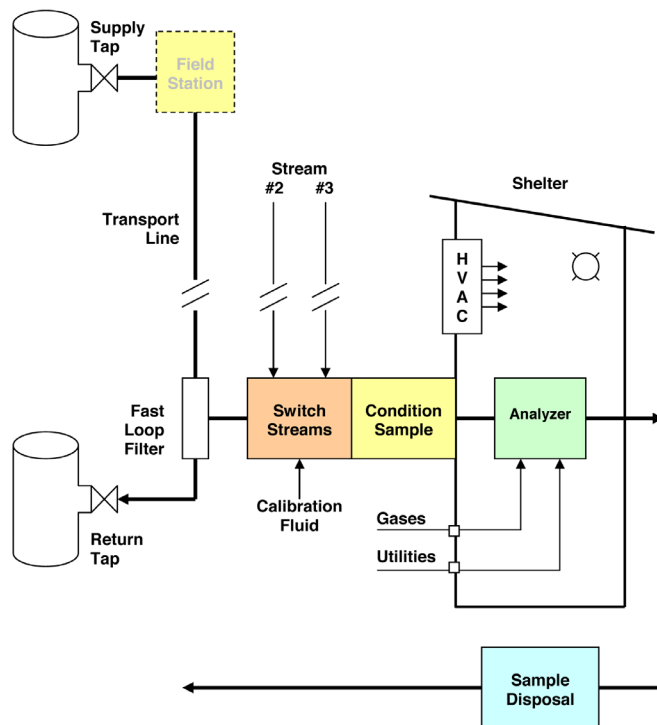 Supply
Tap
Field
Station
Stream
#2 #3
Shelter
Transport
Line
H
V
A
C
Fast
Loop
Filter
Switch
Streams
Condition
Sample
Analyzer
Calibration
Fluid
Gases
Utilities
Return
Tap
Sample
Disposal